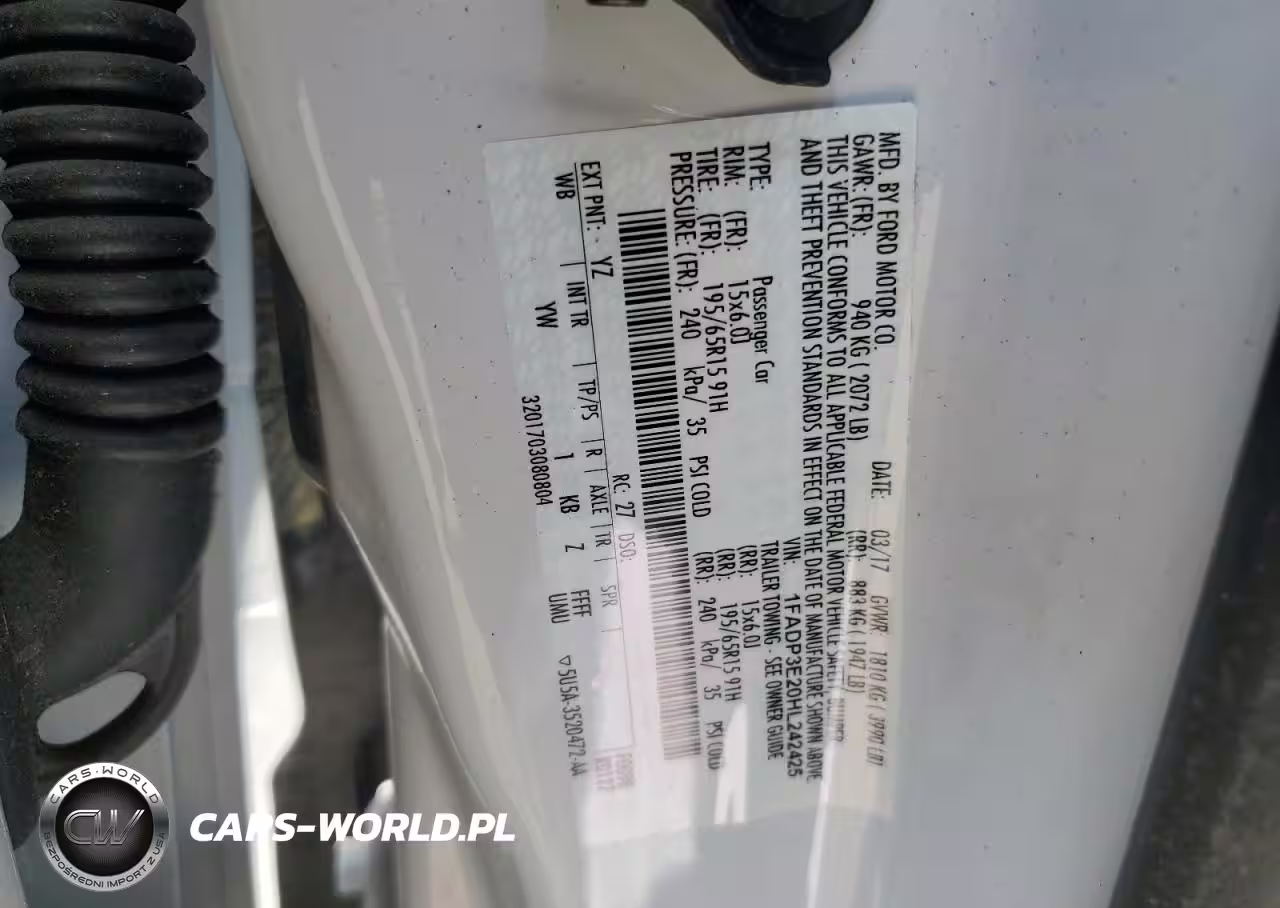 MFD. BY FORD MOTOR CO.
DATE: 03/17 GVWR: 1810 KG ( 3990 LB)
GAWR: (FR): 940 KG ( 2072 LB) (RR): 883 KG ( 1947 LB)
THIS VEHICLE CONFORMS TO ALL APPLICABLE FEDERAL MOTOR VEHICLE SAFETY BUMPER
AND THEFT PREVENTION STANDARDS IN EFFECT ON THE DATE OF MANUFACTURE SHOWN ABOVE.
VIN: 1FADP3E20HL242425
TYPE: Passenger Car TRAILER TOWING - SEE OWNER GUIDE
RIM: (FR): 15x6.0J (RR): 15x6.0J
TIRE: (FR): 195/65R15 91H (RR): 195/65R15 91H
PRESSURE: (FR): 240 kPa/ 35 PSI COLD (RR): 240 kPa/ 35 PSI COLD
RC: 27 DSO:
EXT PNT: - YZ INT TR TP/PS R AXLE TR SPR
WB YW 1 KB Z FFFF UMU ▽5U5A-3520472-AA
3201703080804
CARS-WORLD
CW
BEZPOŚREDNI IMPORT Z USA
CARS-WORLD.PL